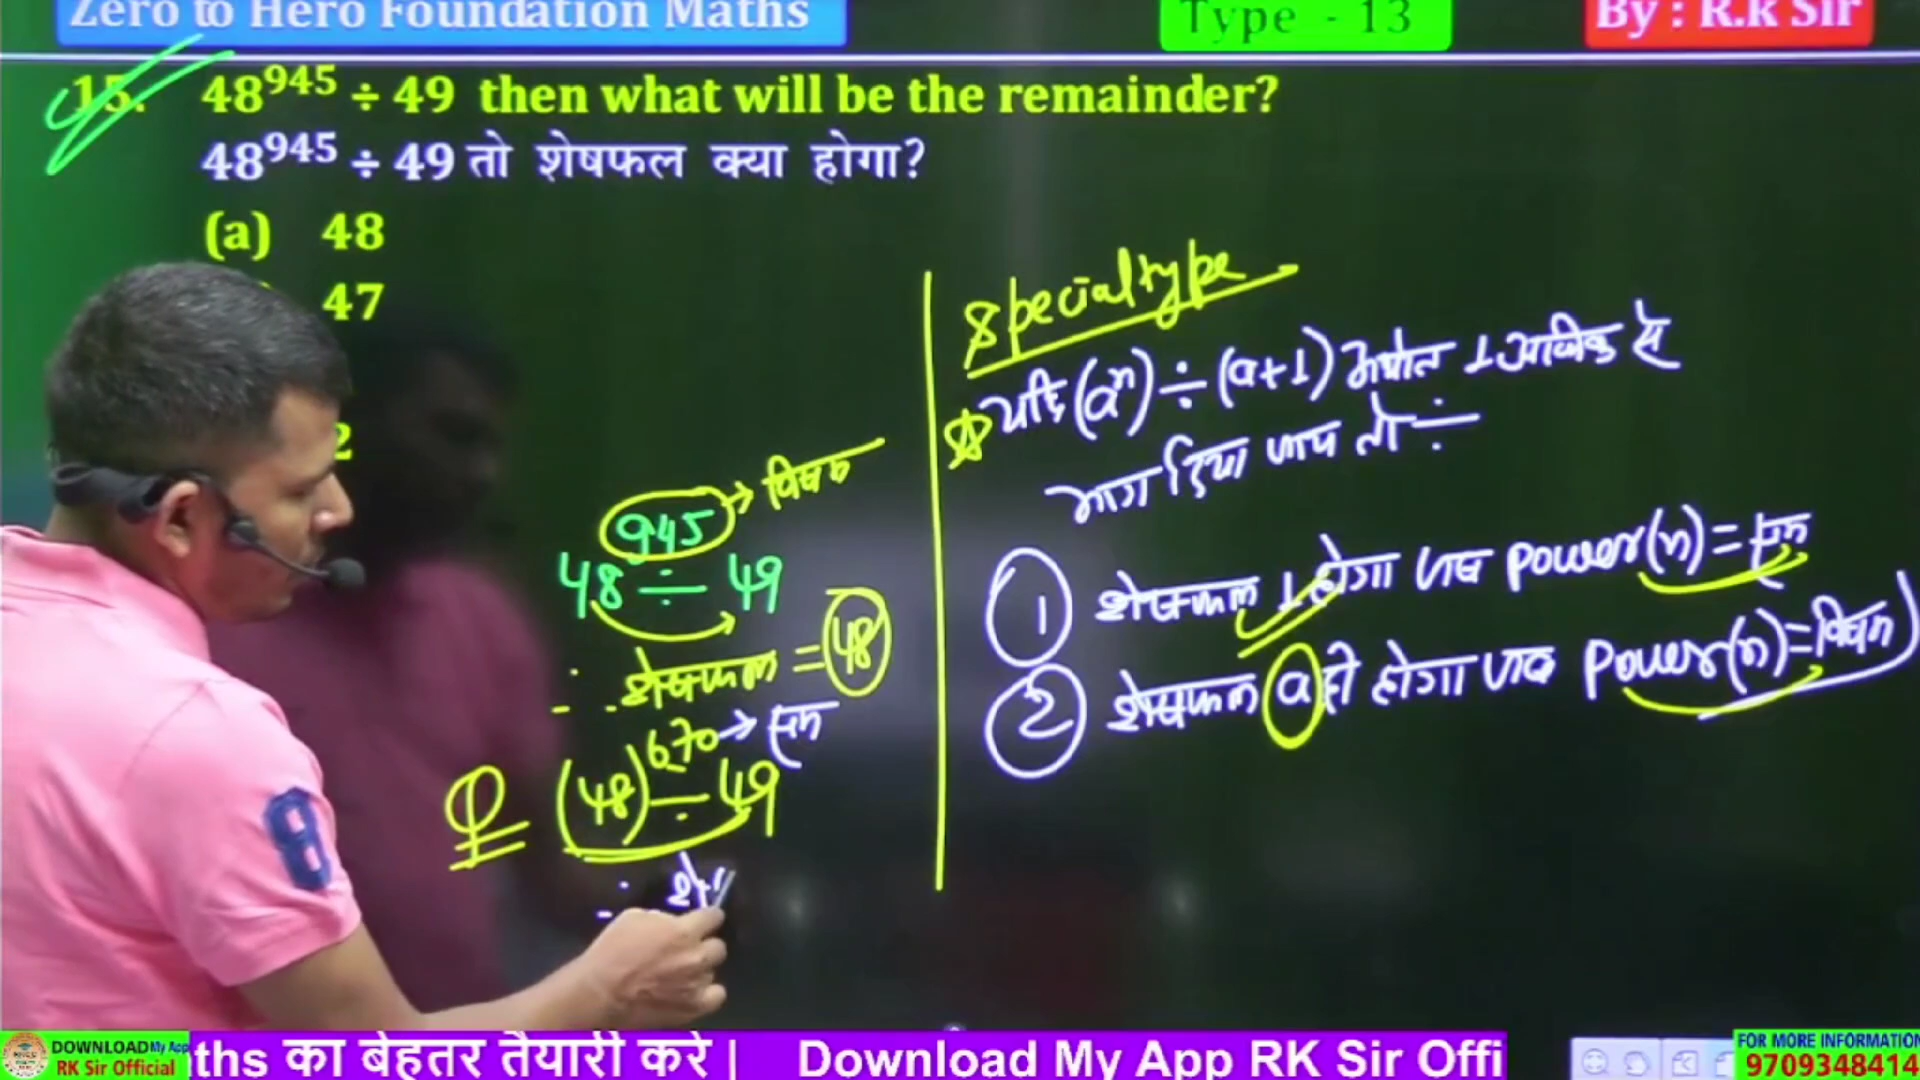 Zero to Hero Foundation Maths
Type - 13
By : R.k Sir
15. 48^945 ÷ 49 then what will be the remainder?
48^945 ÷ 49 तो शेषफल क्या होगा?
(a) 48
47
2
Special type
यदि (a^n) ÷ (a+1) अर्थात 1 अधिक से
भाग दिया जाय तो ÷
① शेषफल 1 होगा जब Power(n) = सम
② शेषफल a ही होगा जब Power(n) = विषम
945 → विषम
48 ÷ 49
∴ शेषफल = 48
670 → सम
Q (48) ÷ 49
∴
DOWNLOAD My App
RK Sir Official
ths का बेहतर तैयारी करे | Download My App RK Sir Offi
FOR MORE INFORMATION
9709348414